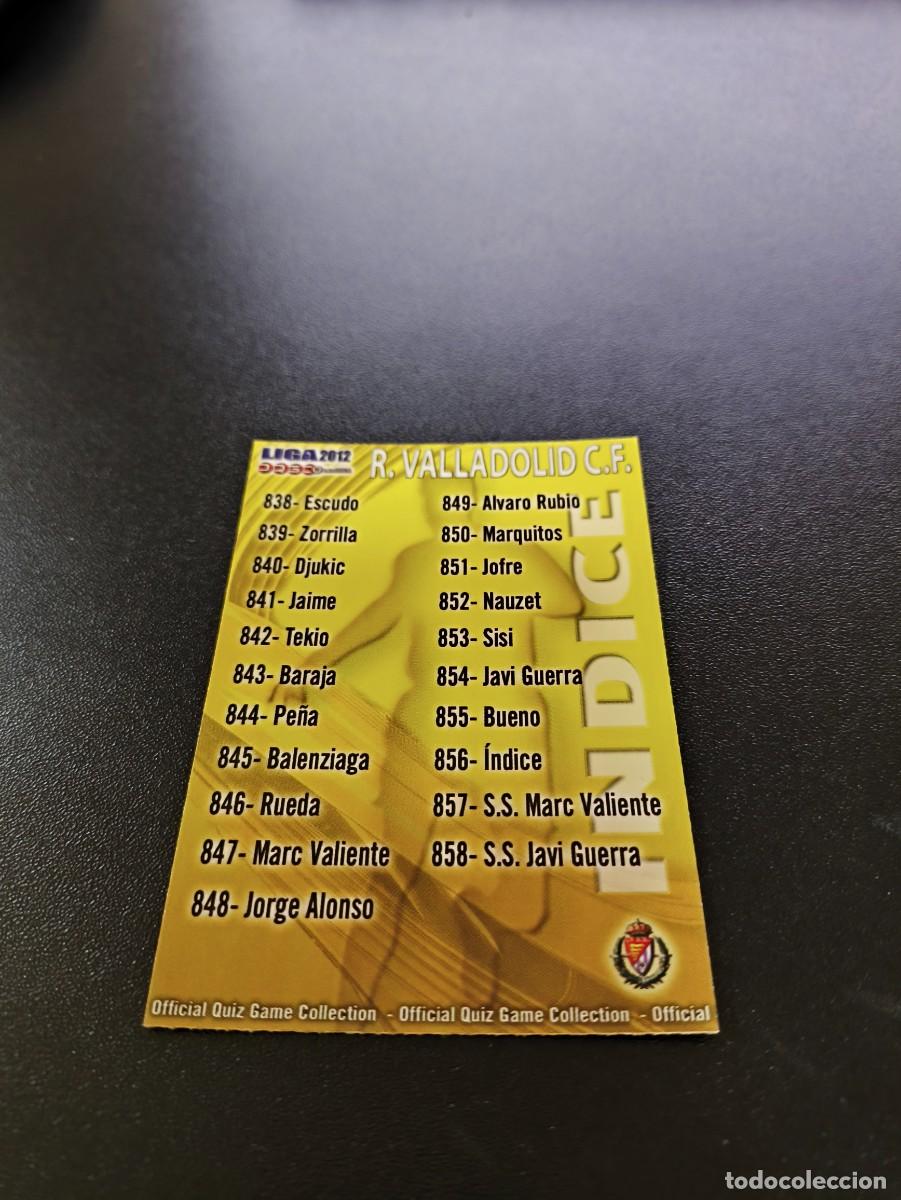 LIGA 2012
R. VALLADOLID C.F.
838- Escudo
839- Zorrilla
840- Djukic
841- Jaime
842- Tekio
843- Baraja
844- Peña
845- Balenziaga
846- Rueda
847- Marc Valiente
848- Jorge Alonso
849- Alvaro Rubio
850- Marquitos
851- Jofre
852- Nauzet
853- Sisi
854- Javi Guerra
855- Bueno
856- Índice
857- S.S. Marc Valiente
858- S.S. Javi Guerra
INDICE
Official Quiz Game Collection - Official Quiz Game Collection - Official
todocoleccion